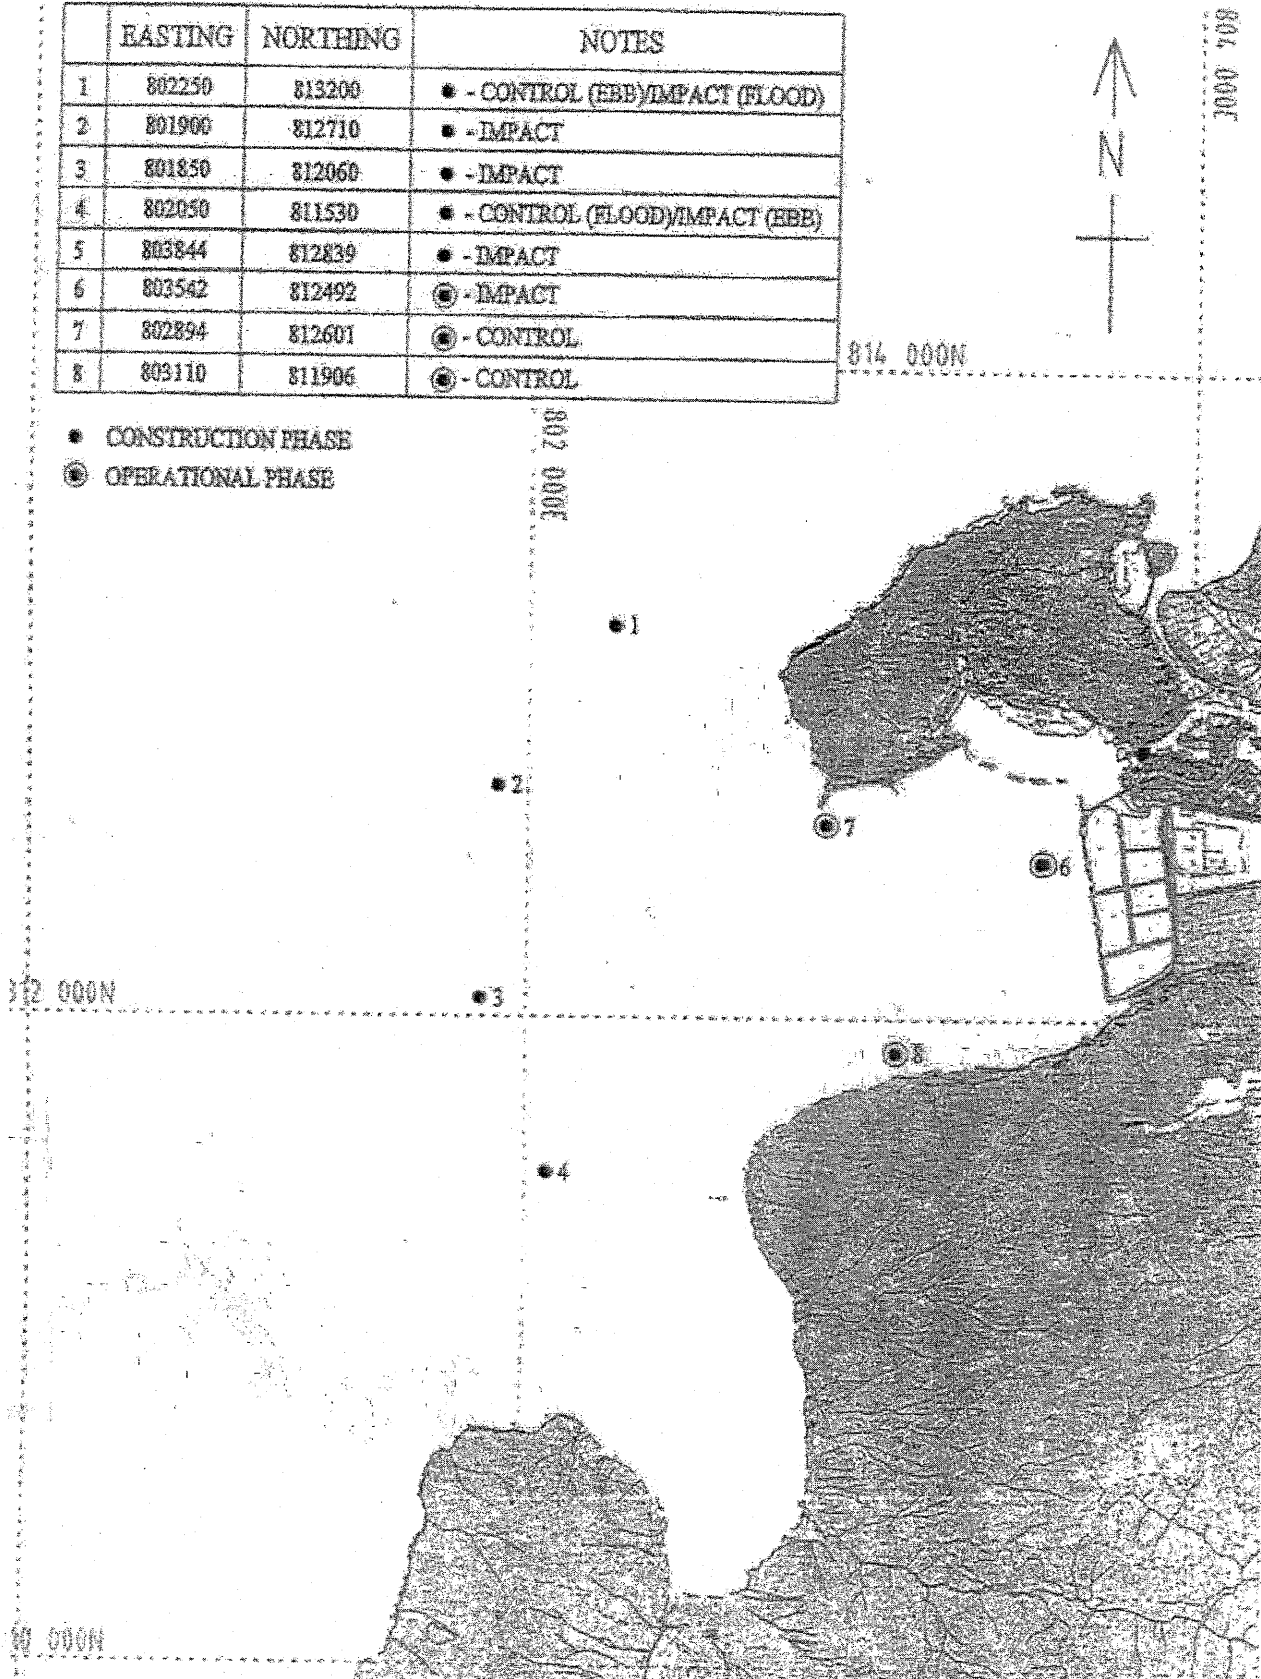 EASTING NORTHING NOTES
1 802250 813200 ● - CONTROL (EBB)/IMPACT (FLOOD)
2 801900 812710 ● - IMPACT
3 801850 812060 ● - IMPACT
4 802050 811530 ● - CONTROL (FLOOD)/IMPACT (EBB)
5 803844 812839 ● - IMPACT
6 803542 812492 ◉ - IMPACT
7 802894 812601 ◉ - CONTROL
8 803110 811906 ◉ - CONTROL
● CONSTRUCTION PHASE
◉ OPERATIONAL PHASE
804 000E
N
814 000N
802 000E
1
2
7
6
3
812 000N
8
4
000N